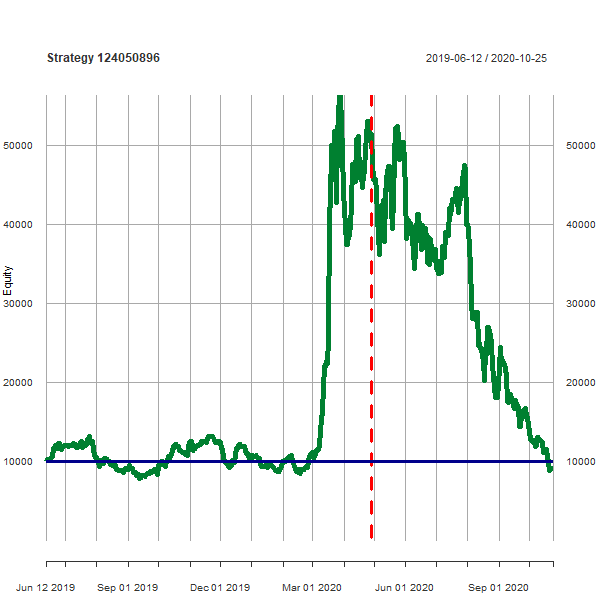 Strategy 124050896
2019-06-12 / 2020-10-25
50000
50000
40000
40000
Equity
30000
30000
20000
20000
10000
10000
Jun 12 2019
Sep 01 2019
Dec 01 2019
Mar 01 2020
Jun 01 2020
Sep 01 2020